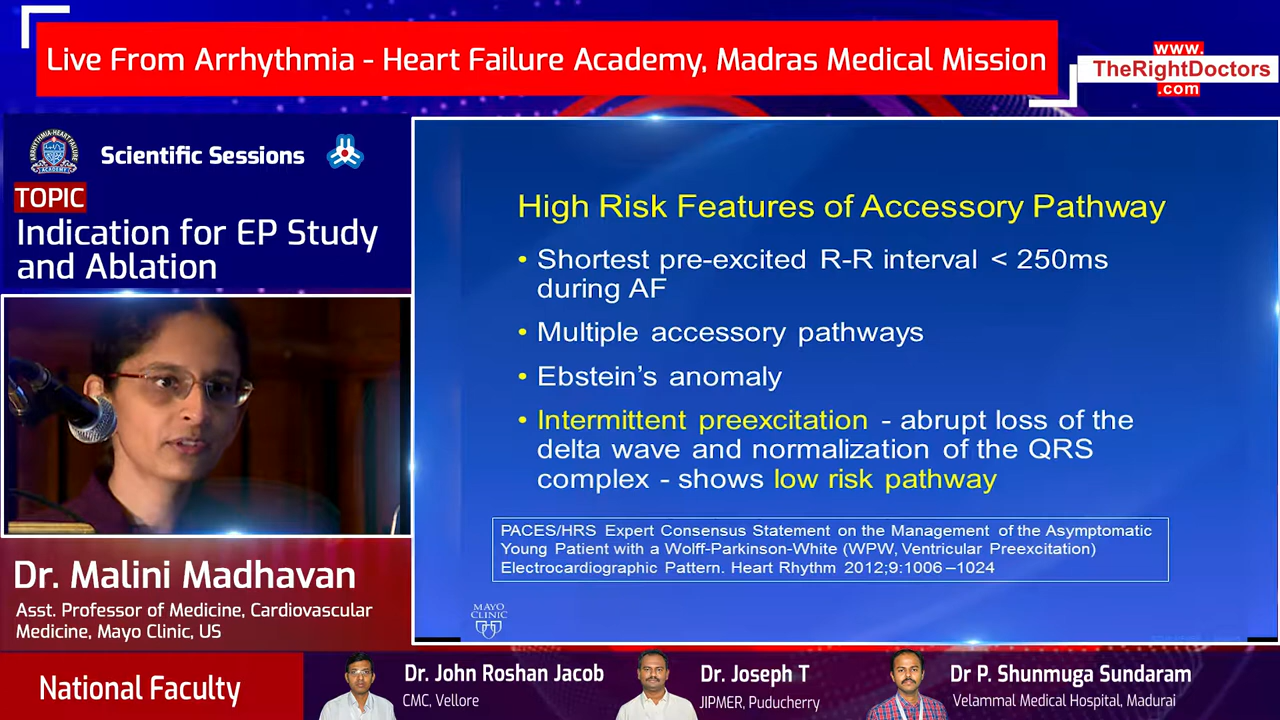 Live From Arrhythmia - Heart Failure Academy, Madras Medical Mission
www.
TheRightDoctors
.com
ARRHYTHMIA-HEART FAILURE
ACADEMY
Scientific Sessions
TOPIC
Indication for EP Study
and Ablation
High Risk Features of Accessory Pathway
• Shortest pre-excited R-R interval < 250ms
during AF
• Multiple accessory pathways
• Ebstein's anomaly
• Intermittent preexcitation - abrupt loss of the
delta wave and normalization of the QRS
complex - shows low risk pathway
PACES/HRS Expert Consensus Statement on the Management of the Asymptomatic
Young Patient with a Wolff-Parkinson-White (WPW, Ventricular Preexcitation)
Electrocardiographic Pattern. Heart Rhythm 2012;9:1006–1024
MAYO
CLINIC
Dr. Malini Madhavan
Asst. Professor of Medicine, Cardiovascular
Medicine, Mayo Clinic, US
National Faculty
Dr. John Roshan Jacob
CMC, Vellore
Dr. Joseph T
JIPMER, Puducherry
Dr P. Shunmuga Sundaram
Velammal Medical Hospital, Madurai